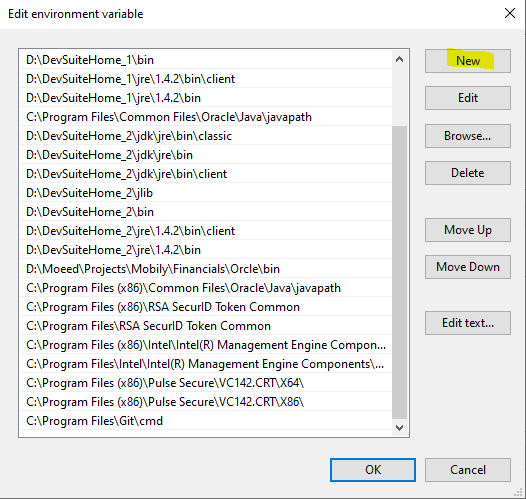 Edit environment variable
D:\DevSuiteHome_1\bin
D:\DevSuiteHome_1\jre\1.4.2\bin\client
D:\DevSuiteHome_1\jre\1.4.2\bin
C:\Program Files\Common Files\Oracle\Java\javapath
D:\DevSuiteHome_2\jdk\jre\bin\classic
D:\DevSuiteHome_2\jdk\jre\bin
D:\DevSuiteHome_2\jdk\jre\bin\client
D:\DevSuiteHome_2\jlib
D:\DevSuiteHome_2\bin
D:\DevSuiteHome_2\jre\1.4.2\bin\client
D:\DevSuiteHome_2\jre\1.4.2\bin
D:\Moeed\Projects\Mobily\Financials\Orcle\bin
C:\Program Files (x86)\Common Files\Oracle\Java\javapath
C:\Program Files (x86)\RSA SecurID Token Common
C:\Program Files\RSA SecurID Token Common
C:\Program Files (x86)\Intel\Intel(R) Management Engine Compon...
C:\Program Files\Intel\Intel(R) Management Engine Components\...
C:\Program Files (x86)\Pulse Secure\VC142.CRT\X64\
C:\Program Files (x86)\Pulse Secure\VC142.CRT\X86\
C:\Program Files\Git\cmd
New
Edit
Browse...
Delete
Move Up
Move Down
Edit text...
OK
Cancel